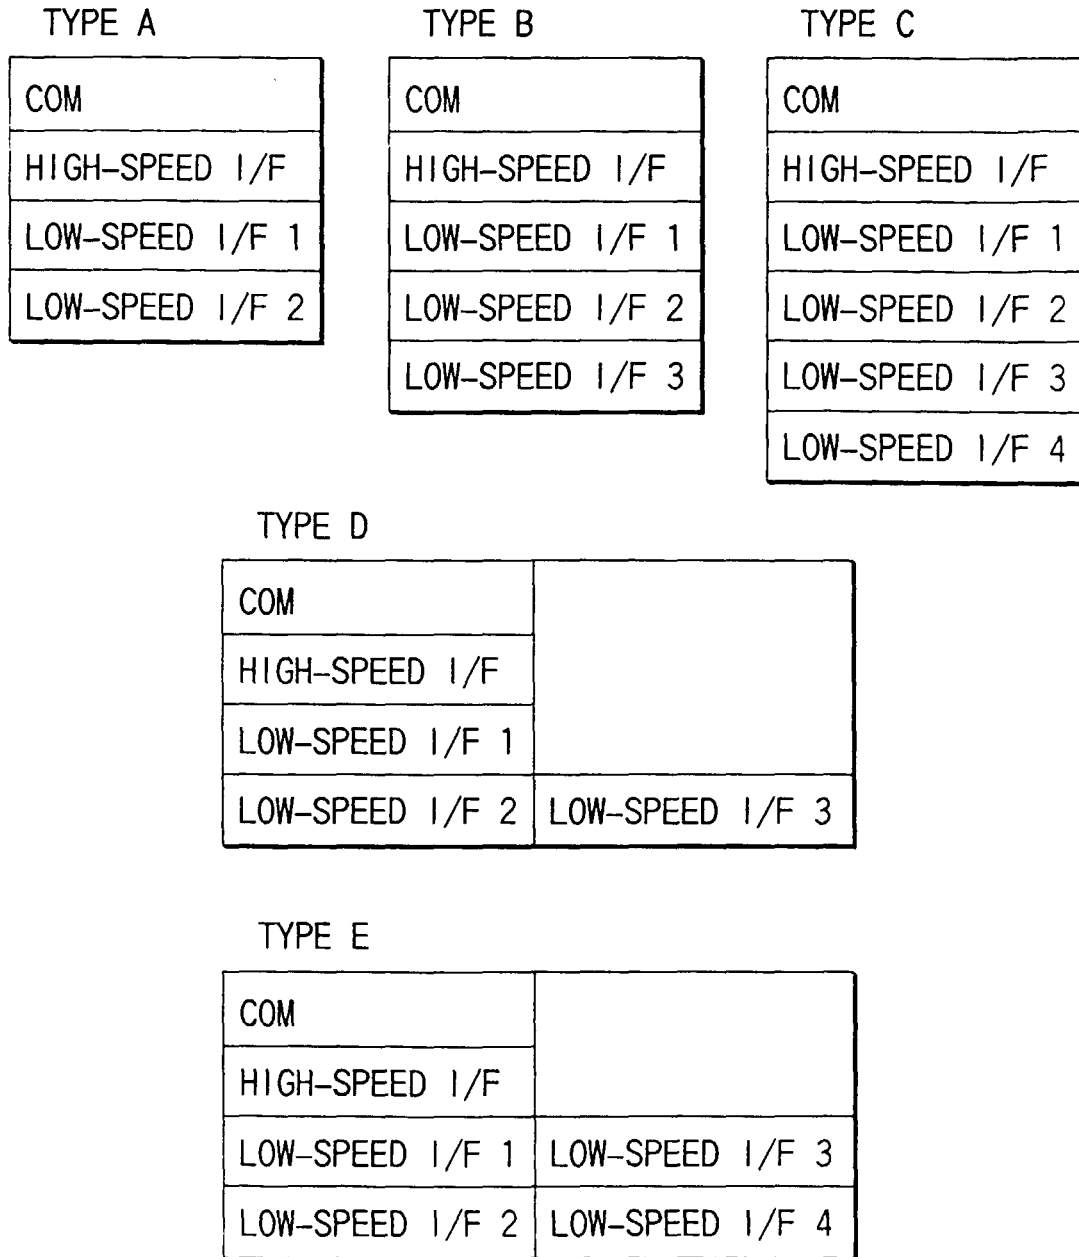 TYPE A
COM
HIGH-SPEED I/F
LOW-SPEED I/F 1
LOW-SPEED I/F 2
TYPE B
COM
HIGH-SPEED I/F
LOW-SPEED I/F 1
LOW-SPEED I/F 2
LOW-SPEED I/F 3
TYPE C
COM
HIGH-SPEED I/F
LOW-SPEED I/F 1
LOW-SPEED I/F 2
LOW-SPEED I/F 3
LOW-SPEED I/F 4
TYPE D
COM
HIGH-SPEED I/F
LOW-SPEED I/F 1
LOW-SPEED I/F 2 LOW-SPEED I/F 3
TYPE E
COM
HIGH-SPEED I/F
LOW-SPEED I/F 1 LOW-SPEED I/F 3
LOW-SPEED I/F 2 LOW-SPEED I/F 4